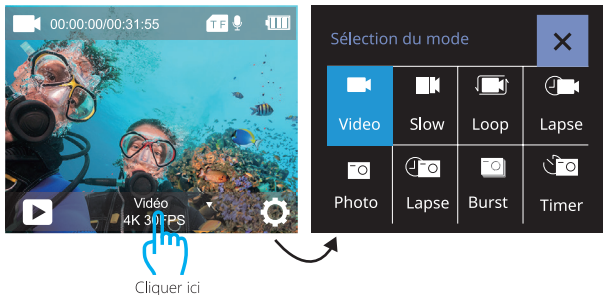 00:00:00/00:31:55
TF
Vidéo
4K 30FPS
Cliquer ici
Sélection du mode
Video
Slow
Loop
Lapse
Photo
Lapse
Burst
Timer